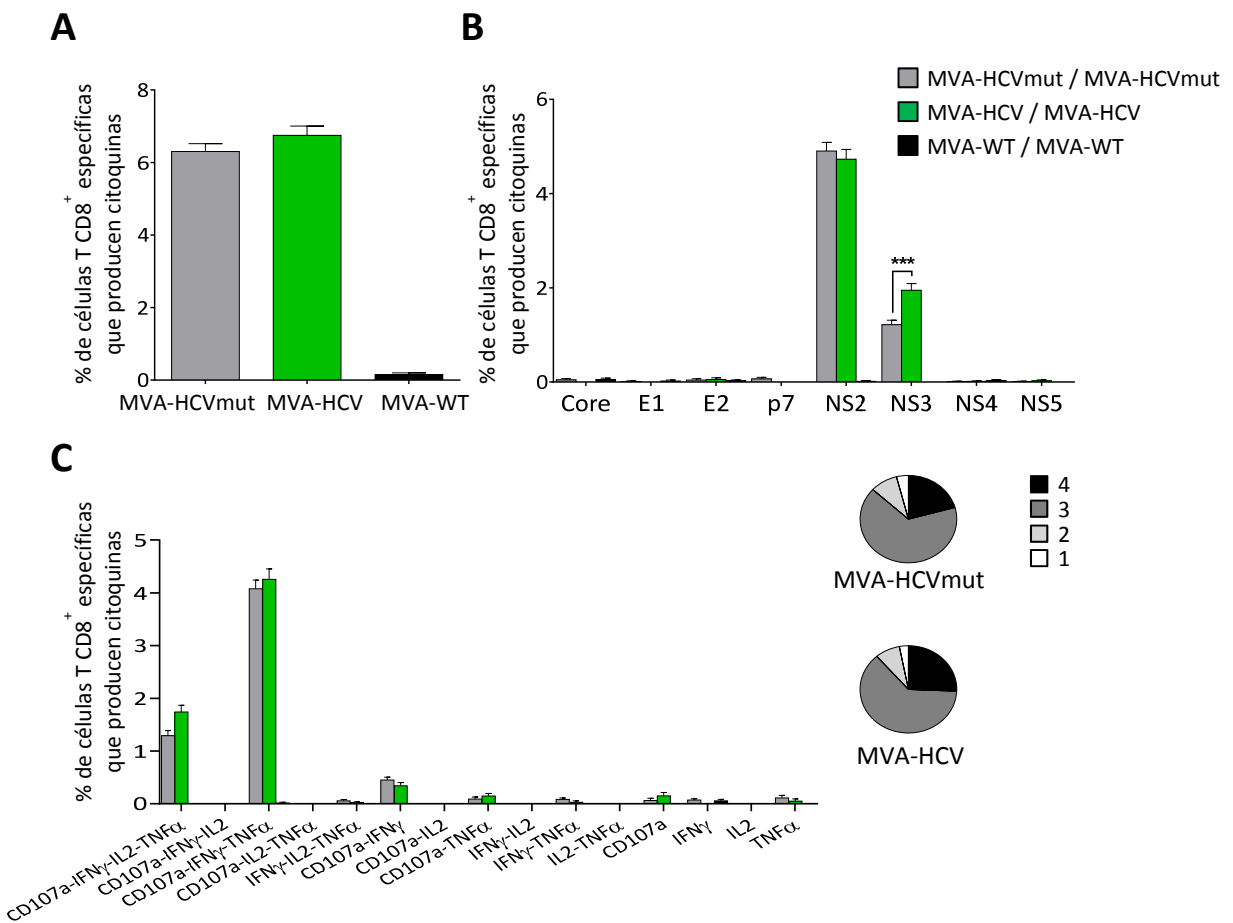 A
% de células T CD8+ específicas
que producen citoquinas
8
6
4
2
0
MVA-HCVmut
MVA-HCV
MVA-WT
B
% de células T CD8+ específicas
que producen citoquinas
6
4
2
0
***
Core
E1
E2
p7
NS2
NS3
NS4
NS5
MVA-HCVmut / MVA-HCVmut
MVA-HCV / MVA-HCV
MVA-WT / MVA-WT
C
% de células T CD8+ específicas
que producen citoquinas
5
4
3
2
1
0
CD107a-IFNγ-IL2-TNFα
CD107a-IFNγ-IL2
CD107a-IFNγ-TNFα
CD107a-IL2-TNFα
IFNγ-IL2-TNFα
CD107a-IFNγ
CD107a-IL2
CD107a-TNFα
IFNγ-IL2
IFNγ-TNFα
IL2-TNFα
CD107a
IFNγ
IL2
TNFα
MVA-HCVmut
MVA-HCV
4
3
2
1